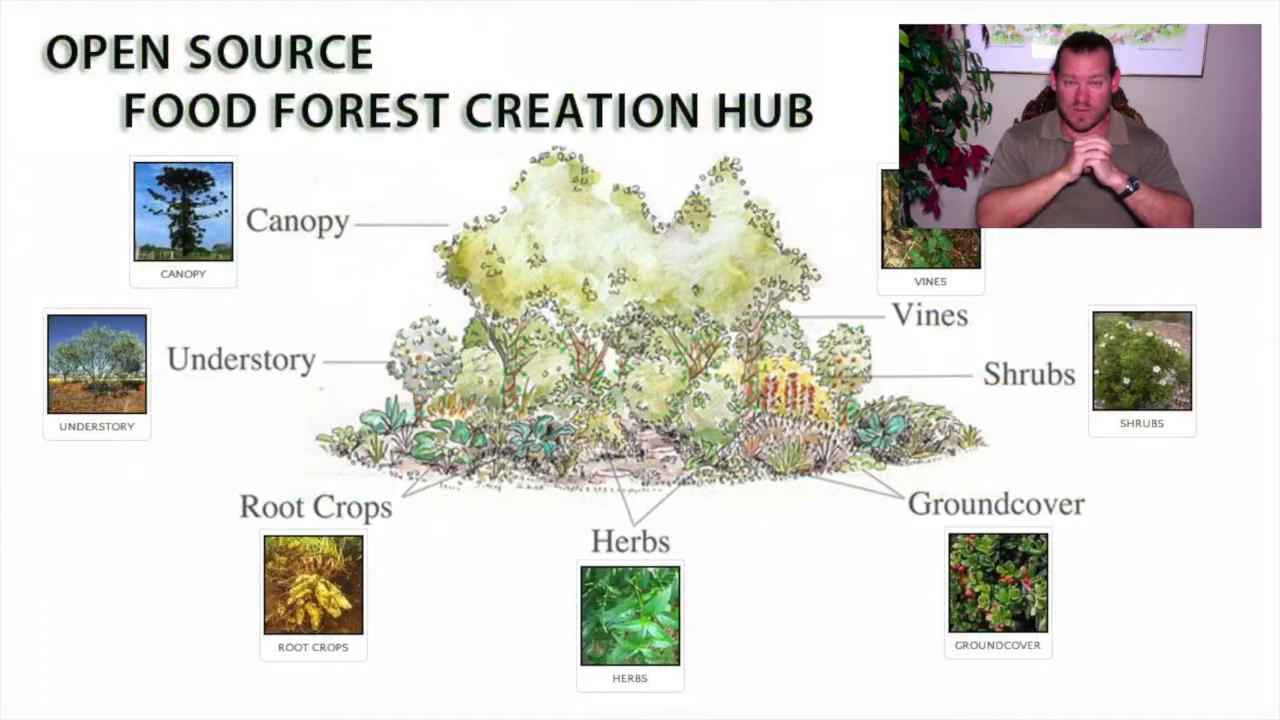 OPEN SOURCE
FOOD FOREST CREATION HUB
Canopy
CANOPY
VINES
Vines
Understory
UNDERSTORY
Shrubs
SHRUBS
Root Crops
ROOT CROPS
Herbs
HERBS
Groundcover
GROUNDCOVER